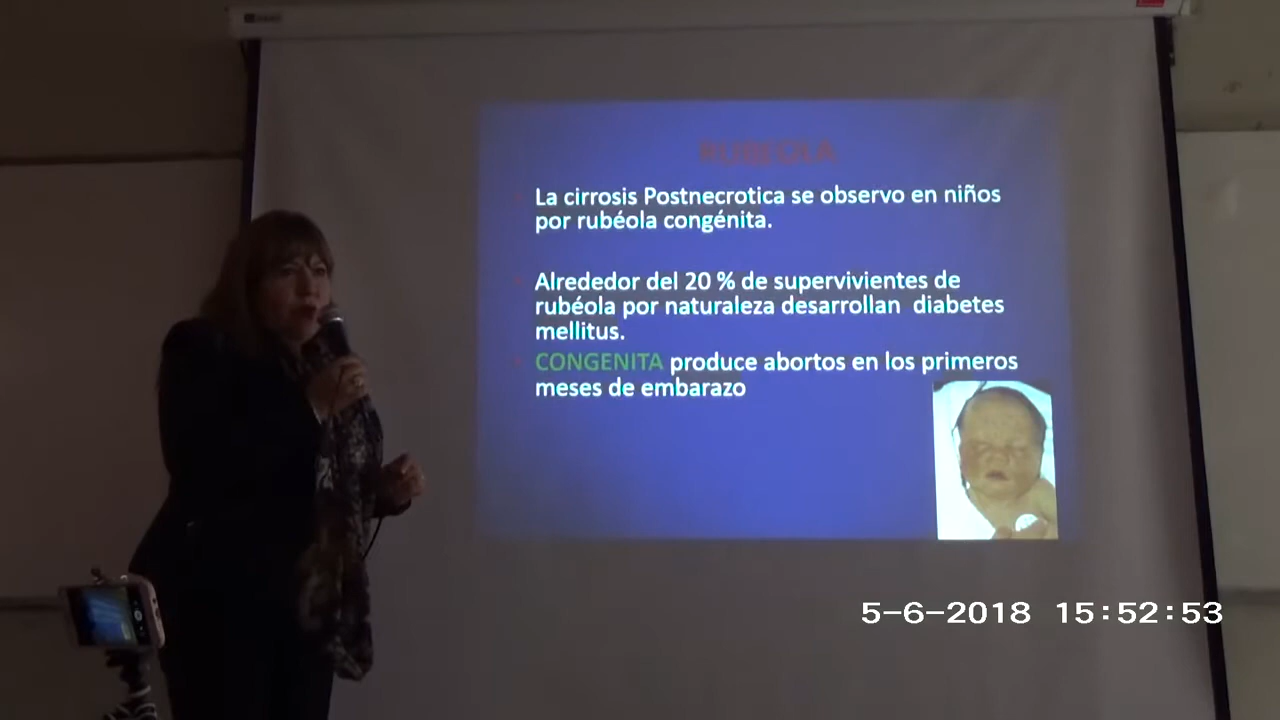 RUBEOLA
La cirrosis Postnecrotica se observo en niños
por rubéola congénita.
Alrededor del 20 % de supervivientes de
rubéola por naturaleza desarrollan diabetes
mellitus.
CONGENITA produce abortos en los primeros
meses de embarazo
5-6-2018 15:52:53